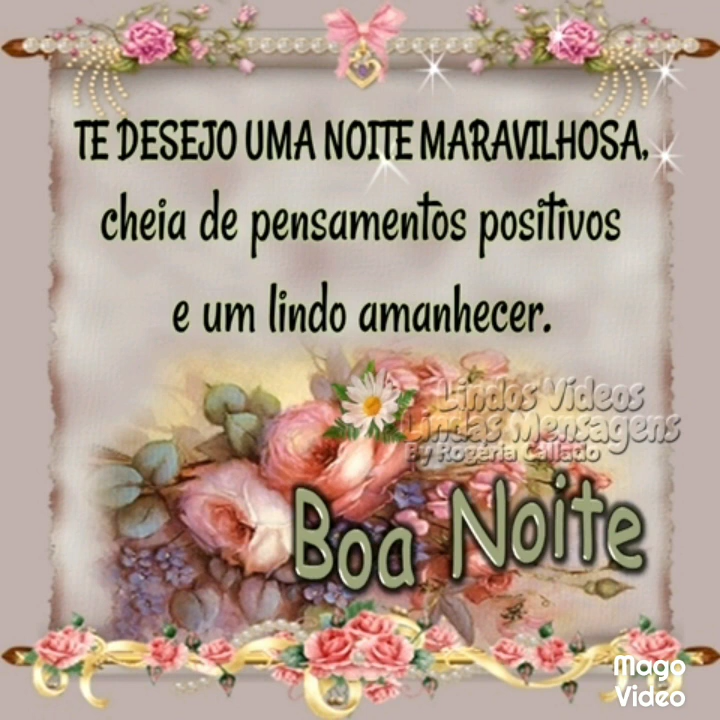 TE DESEJO UMA NOITE MARAVILHOSA,
cheia de pensamentos positivos
e um lindo amanhecer.
Lindos Videos
Lindas Mensagens
By Rogéria Callado
Boa Noite
Mago
Video